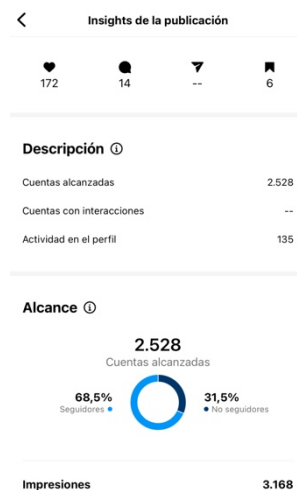 Insights de la publicación
172 14 -- 6
Descripción
Cuentas alcanzadas 2.528
Cuentas con interacciones --
Actividad en el perfil 135
Alcance
2.528
Cuentas alcanzadas
68,5% 31,5%
Seguidores No seguidores
Impresiones 3.168